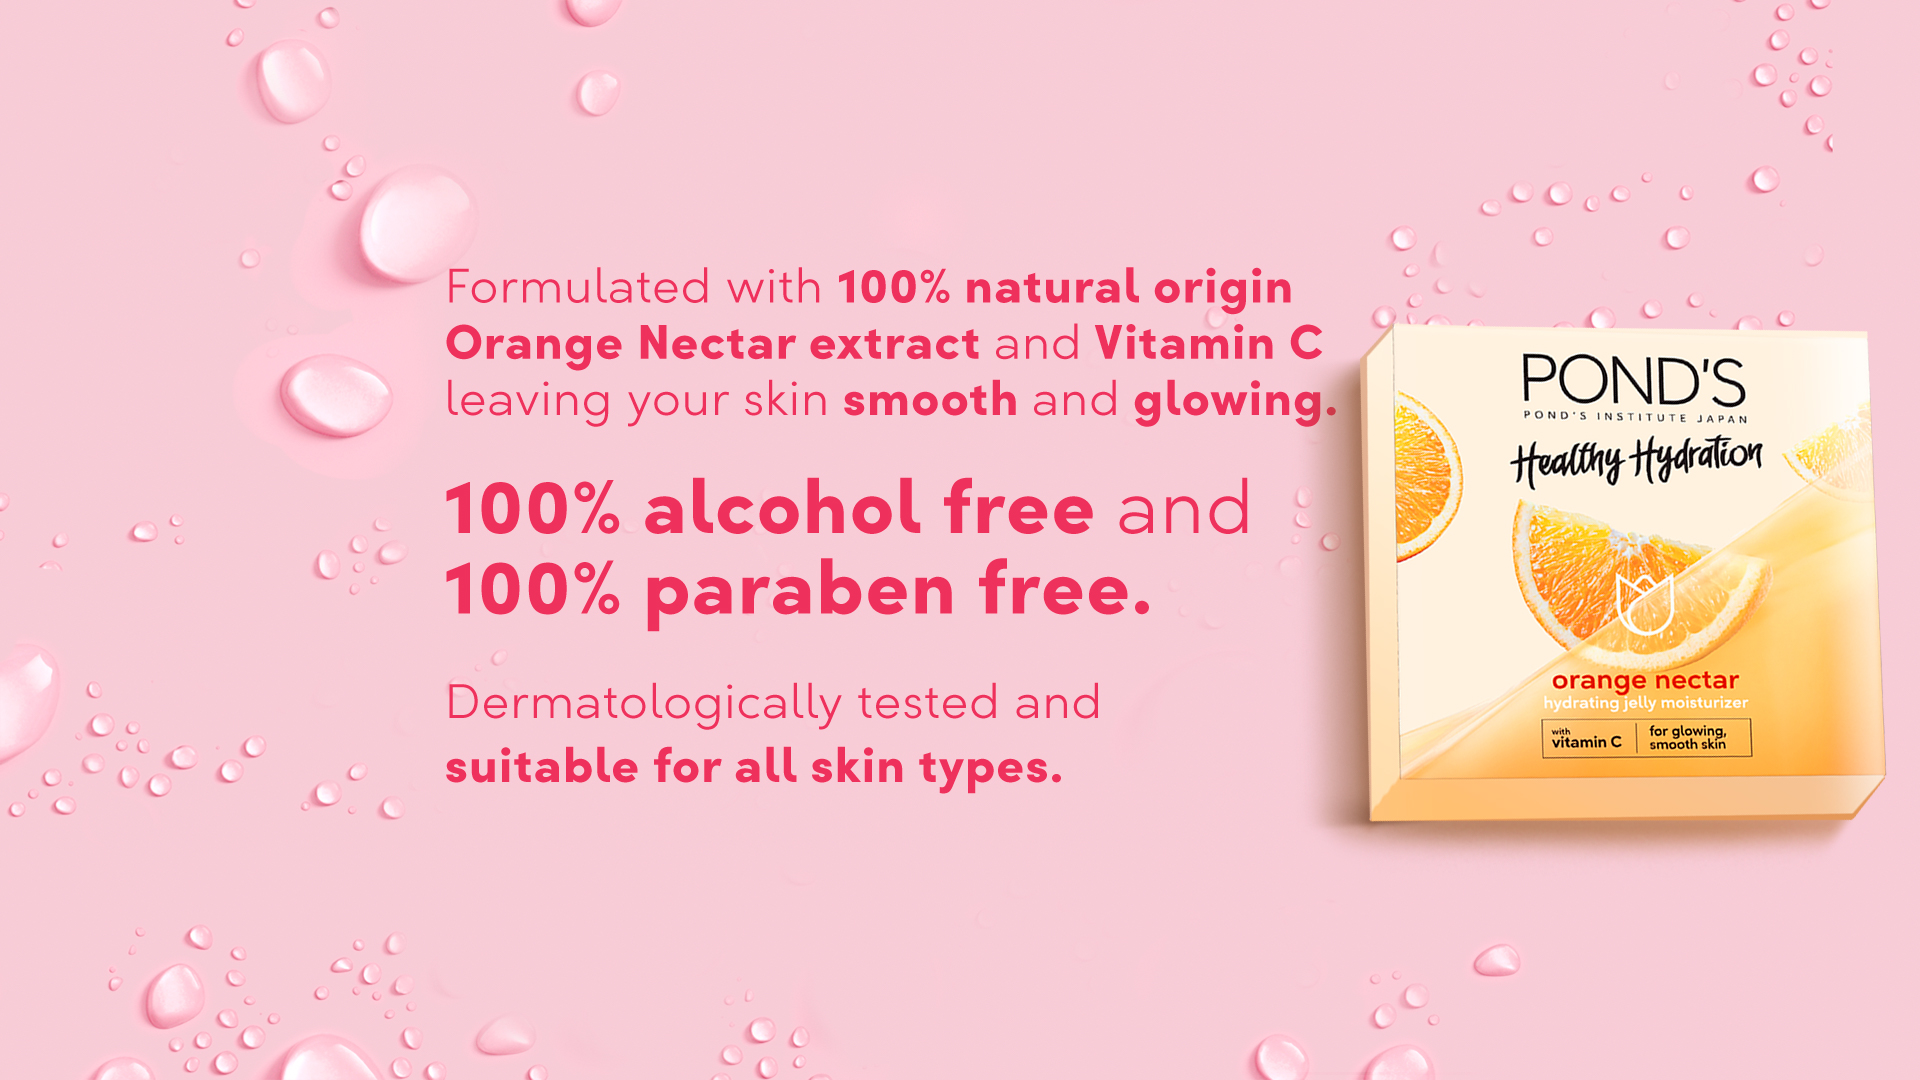 Formulated with 100% natural origin
Orange Nectar extract and Vitamin C
leaving your skin smooth and glowing.
100% alcohol free and
100% paraben free.
Dermatologically tested and
suitable for all skin types.
POND'S
POND'S INSTITUTE JAPAN
Healthy Hydration
orange nectar
hydrating jelly moisturizer
with
vitamin C
for glowing,
smooth skin